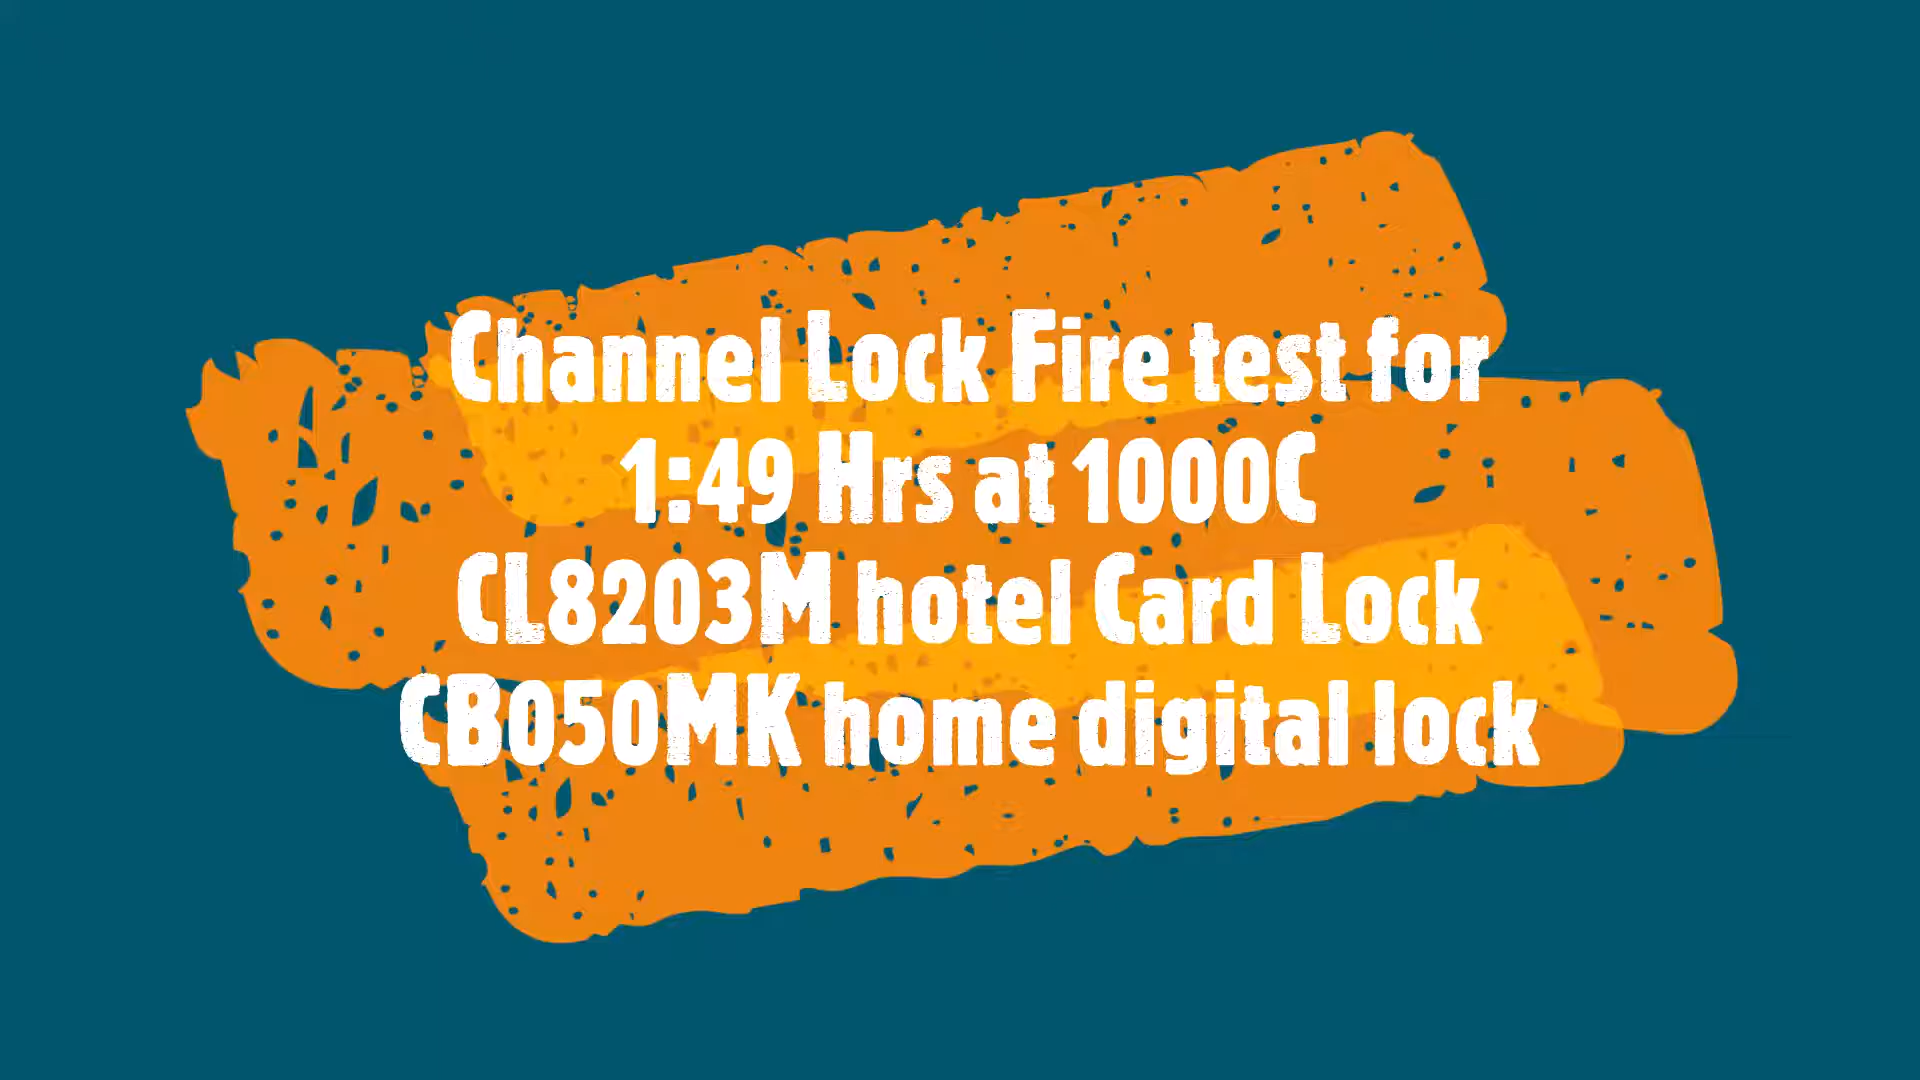 Channel Lock Fire test for
1:49 Hrs at 1000C
CL8203M hotel Card Lock
CB050MK home digital lock